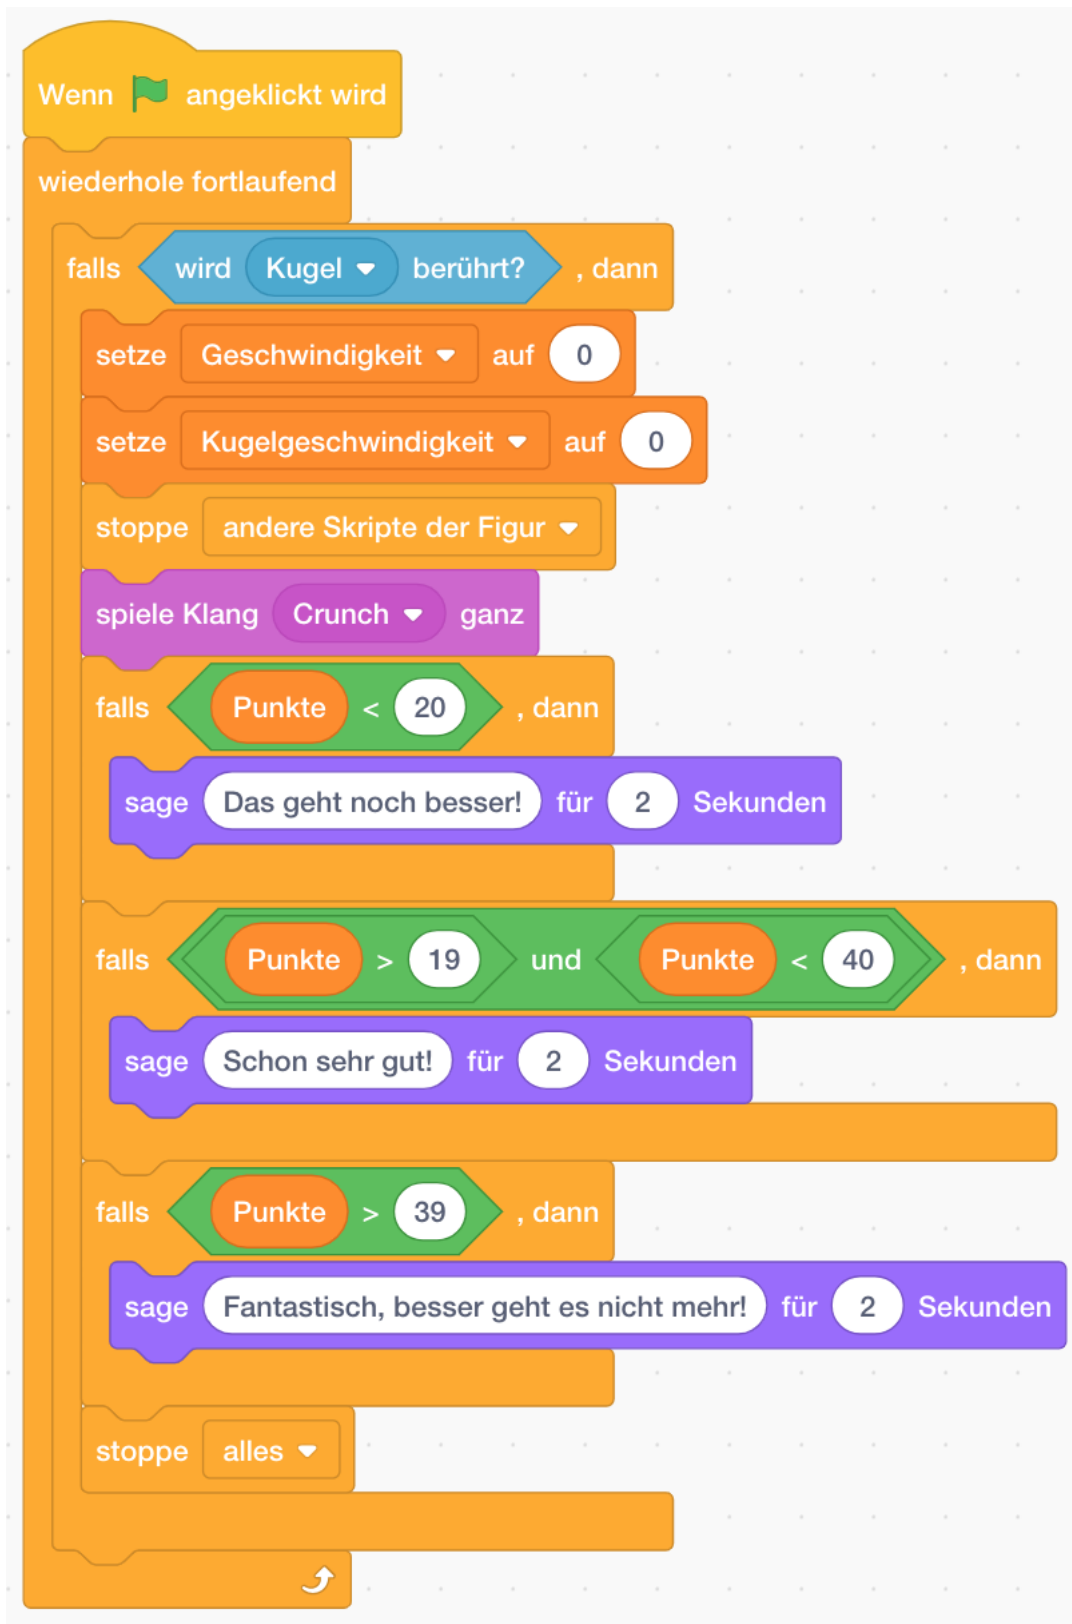 Wenn angeklickt wird
wiederhole fortlaufend
falls wird Kugel berührt? , dann
setze Geschwindigkeit auf 0
setze Kugelgeschwindigkeit auf 0
stoppe andere Skripte der Figur
spiele Klang Crunch ganz
falls Punkte < 20 , dann
sage Das geht noch besser! für 2 Sekunden
falls Punkte > 19 und Punkte < 40 , dann
sage Schon sehr gut! für 2 Sekunden
falls Punkte > 39 , dann
sage Fantastisch, besser geht es nicht mehr! für 2 Sekunden
stoppe alles